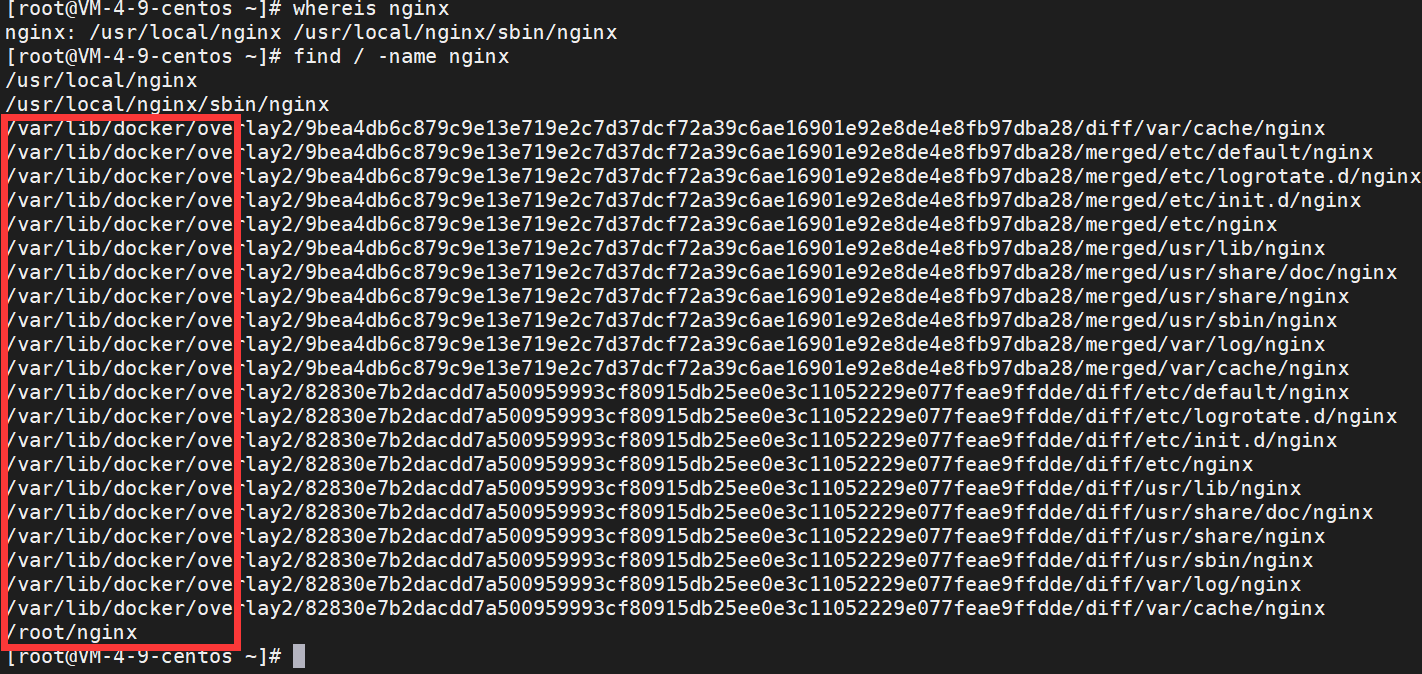 [root@VM-4-9-centos ~]# whereis nginx
nginx: /usr/local/nginx /usr/local/nginx/sbin/nginx
[root@VM-4-9-centos ~]# find / -name nginx
/usr/local/nginx
/usr/local/nginx/sbin/nginx
/var/lib/docker/overlay2/9bea4db6c879c9e13e719e2c7d37dcf72a39c6ae16901e92e8de4e8fb97dba28/diff/var/cache/nginx
/var/lib/docker/overlay2/9bea4db6c879c9e13e719e2c7d37dcf72a39c6ae16901e92e8de4e8fb97dba28/merged/etc/default/nginx
/var/lib/docker/overlay2/9bea4db6c879c9e13e719e2c7d37dcf72a39c6ae16901e92e8de4e8fb97dba28/merged/etc/logrotate.d/nginx
/var/lib/docker/overlay2/9bea4db6c879c9e13e719e2c7d37dcf72a39c6ae16901e92e8de4e8fb97dba28/merged/etc/init.d/nginx
/var/lib/docker/overlay2/9bea4db6c879c9e13e719e2c7d37dcf72a39c6ae16901e92e8de4e8fb97dba28/merged/etc/nginx
/var/lib/docker/overlay2/9bea4db6c879c9e13e719e2c7d37dcf72a39c6ae16901e92e8de4e8fb97dba28/merged/usr/lib/nginx
/var/lib/docker/overlay2/9bea4db6c879c9e13e719e2c7d37dcf72a39c6ae16901e92e8de4e8fb97dba28/merged/usr/share/doc/nginx
/var/lib/docker/overlay2/9bea4db6c879c9e13e719e2c7d37dcf72a39c6ae16901e92e8de4e8fb97dba28/merged/usr/share/nginx
/var/lib/docker/overlay2/9bea4db6c879c9e13e719e2c7d37dcf72a39c6ae16901e92e8de4e8fb97dba28/merged/usr/sbin/nginx
/var/lib/docker/overlay2/9bea4db6c879c9e13e719e2c7d37dcf72a39c6ae16901e92e8de4e8fb97dba28/merged/var/log/nginx
/var/lib/docker/overlay2/9bea4db6c879c9e13e719e2c7d37dcf72a39c6ae16901e92e8de4e8fb97dba28/merged/var/cache/nginx
/var/lib/docker/overlay2/82830e7b2dacdd7a500959993cf80915db25ee0e3c11052229e077feae9ffdde/diff/etc/default/nginx
/var/lib/docker/overlay2/82830e7b2dacdd7a500959993cf80915db25ee0e3c11052229e077feae9ffdde/diff/etc/logrotate.d/nginx
/var/lib/docker/overlay2/82830e7b2dacdd7a500959993cf80915db25ee0e3c11052229e077feae9ffdde/diff/etc/init.d/nginx
/var/lib/docker/overlay2/82830e7b2dacdd7a500959993cf80915db25ee0e3c11052229e077feae9ffdde/diff/etc/nginx
/var/lib/docker/overlay2/82830e7b2dacdd7a500959993cf80915db25ee0e3c11052229e077feae9ffdde/diff/usr/lib/nginx
/var/lib/docker/overlay2/82830e7b2dacdd7a500959993cf80915db25ee0e3c11052229e077feae9ffdde/diff/usr/share/doc/nginx
/var/lib/docker/overlay2/82830e7b2dacdd7a500959993cf80915db25ee0e3c11052229e077feae9ffdde/diff/usr/share/nginx
/var/lib/docker/overlay2/82830e7b2dacdd7a500959993cf80915db25ee0e3c11052229e077feae9ffdde/diff/usr/sbin/nginx
/var/lib/docker/overlay2/82830e7b2dacdd7a500959993cf80915db25ee0e3c11052229e077feae9ffdde/diff/var/log/nginx
/var/lib/docker/overlay2/82830e7b2dacdd7a500959993cf80915db25ee0e3c11052229e077feae9ffdde/diff/var/cache/nginx
/root/nginx
[root@VM-4-9-centos ~]#